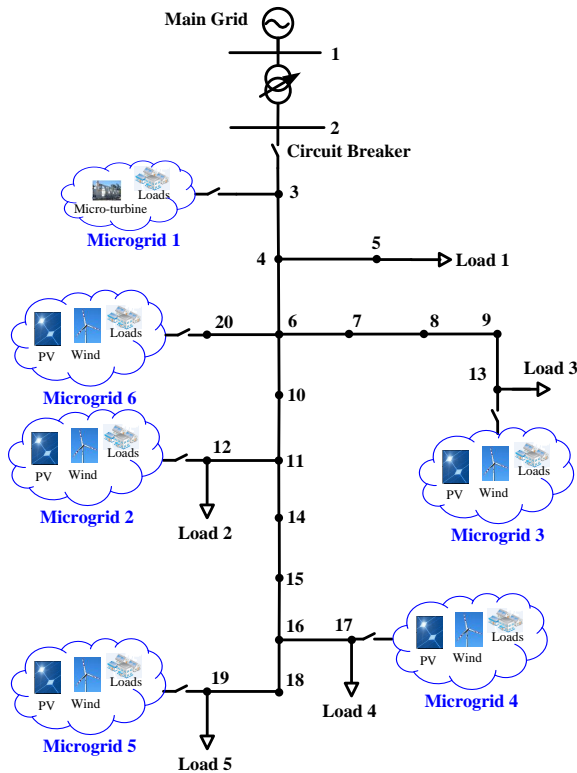 Main Grid
1
2
Circuit Breaker
Loads
Micro-turbine
3
Microgrid 1
5
4
Load 1
20
6
7
8
9
PV
Wind
Loads
Load 3
13
Microgrid 6
10
12
11
PV
Wind
Loads
PV
Wind
Loads
Microgrid 2
Load 2
14
Microgrid 3
15
16
17
PV
Wind
Loads
19
18
PV
Wind
Loads
Load 4
Microgrid 4
Microgrid 5
Load 5